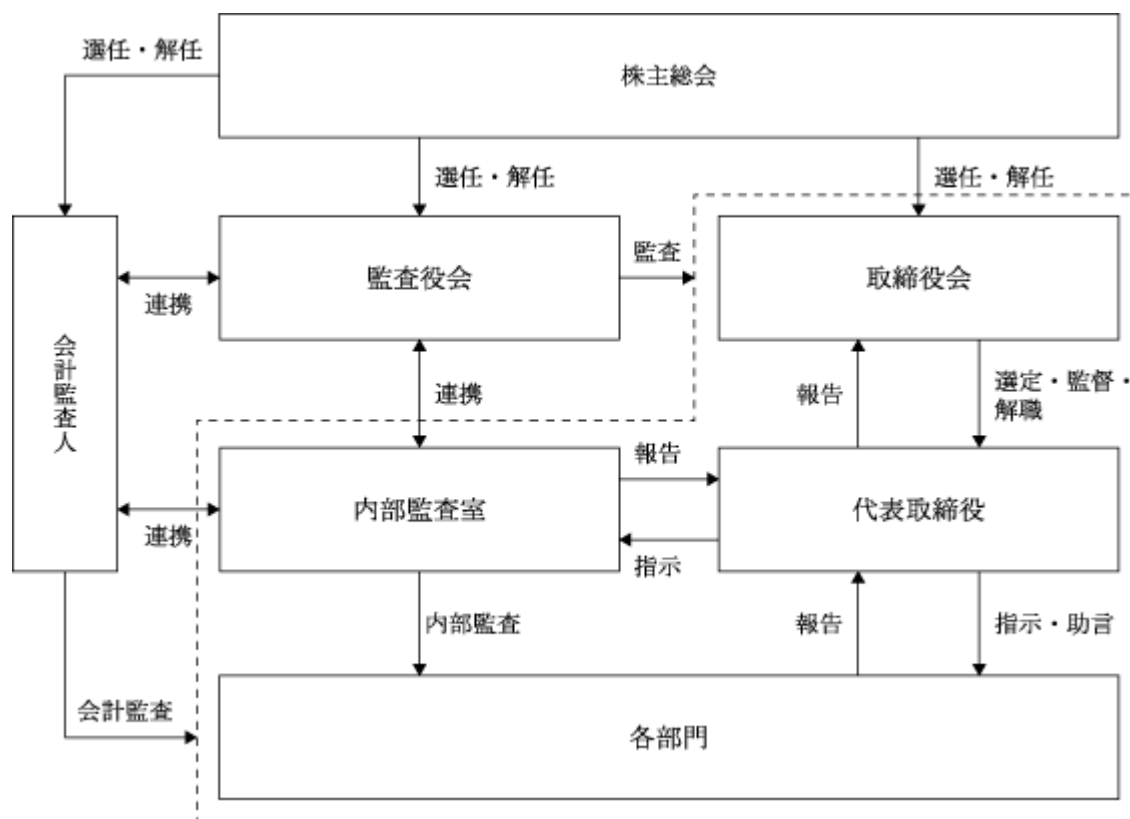 選任・解任
株主総会
選任・解任
選任・解任
監査役会
監査
取締役会
連携
会計監査人
連携
報告
選定・監督・
解職
内部監査室
報告
代表取締役
連携
指示
内部監査
報告
指示・助言
会計監査
各部門